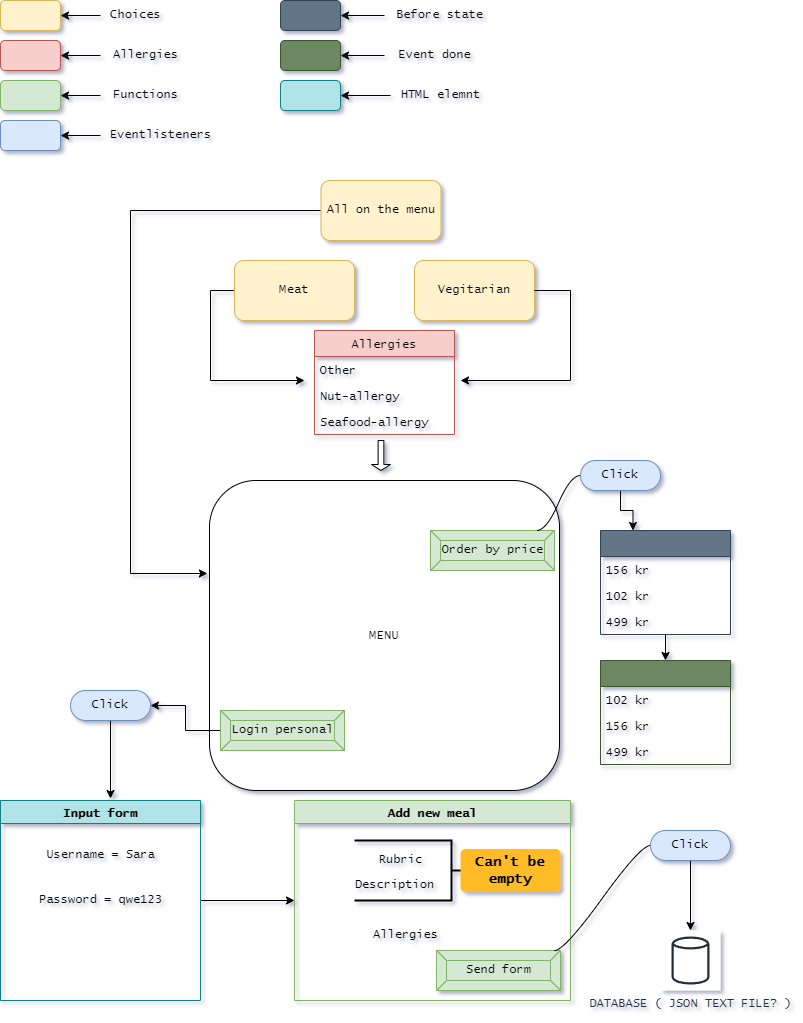 Choices
Before state
Allergies
Event done
Functions
HTML elemnt
Eventlisteners
All on the menu
Meat
Vegitarian
Allergies
Other
Nut-allergy
Seafood-allergy
Click
Order by price
156 kr
102 kr
499 kr
MENU
102 kr
156 kr
499 kr
Click
Login personal
Input form
Username = Sara
Password = qwe123
Add new meal
Rubric
Description
Can't be
empty
Allergies
Send form
Click
DATABASE ( JSON TEXT FILE? )